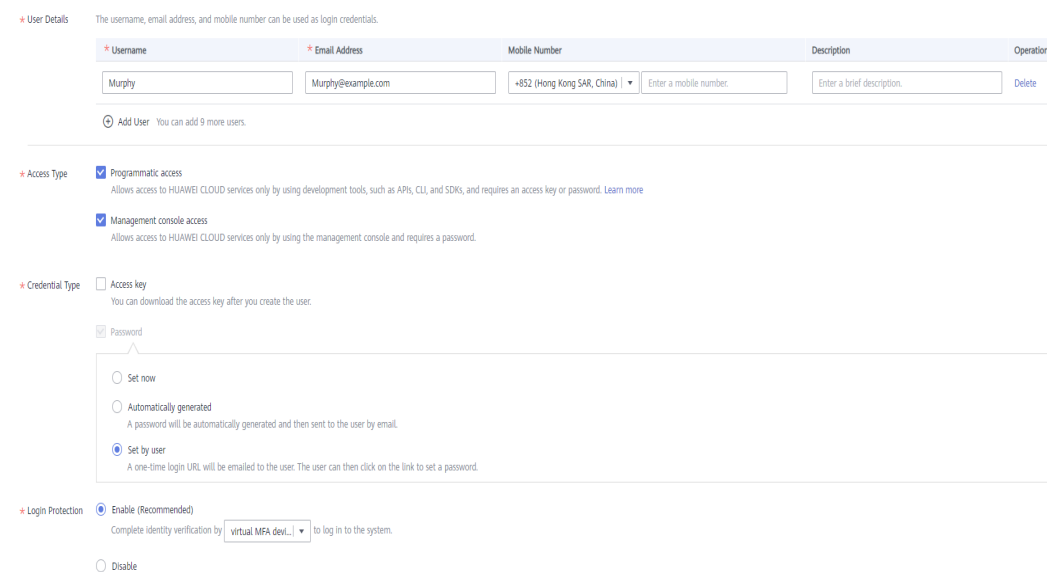 * User Details The username, email address, and mobile number can be used as login credentials.
* Username * Email Address Mobile Number Description Operation
Murphy Murphy@example.com +852 (Hong Kong SAR, China) Enter a mobile number. Enter a brief description. Delete
Add User You can add 9 more users.
* Access Type Programmatic access
Allows access to HUAWEI CLOUD services only by using development tools, such as APIs, CLI, and SDKs, and requires an access key or password. Learn more
Management console access
Allows access to HUAWEI CLOUD services only by using the management console and requires a password.
* Credential Type Access key
You can download the access key after you create the user.
Password
Set now
Automatically generated
A password will be automatically generated and then sent to the user by email.
Set by user
A one-time login URL will be emailed to the user. The user can then click on the link to set a password.
* Login Protection Enable (Recommended)
Complete identity verification by virtual MFA devi... to log in to the system.
Disable